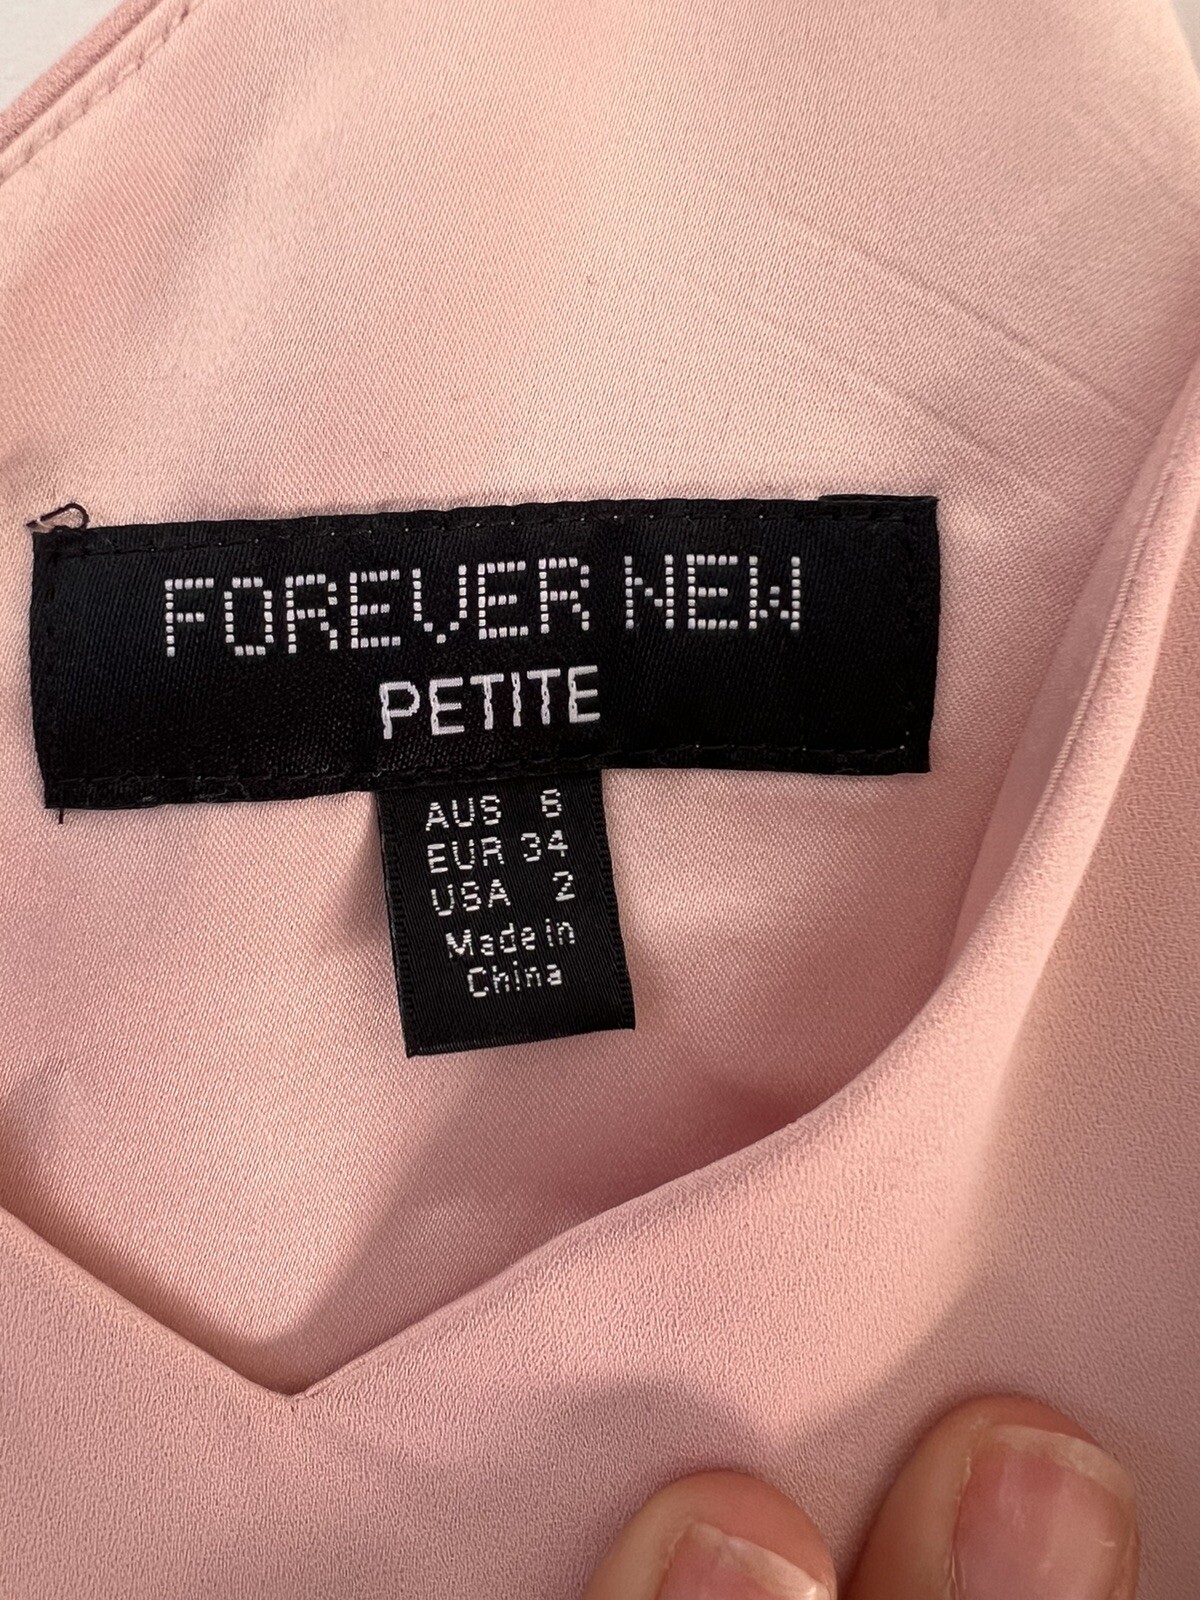 FOREVER NEW
PETITE
AUS 6
EUR 34
USA 2
Made in
China